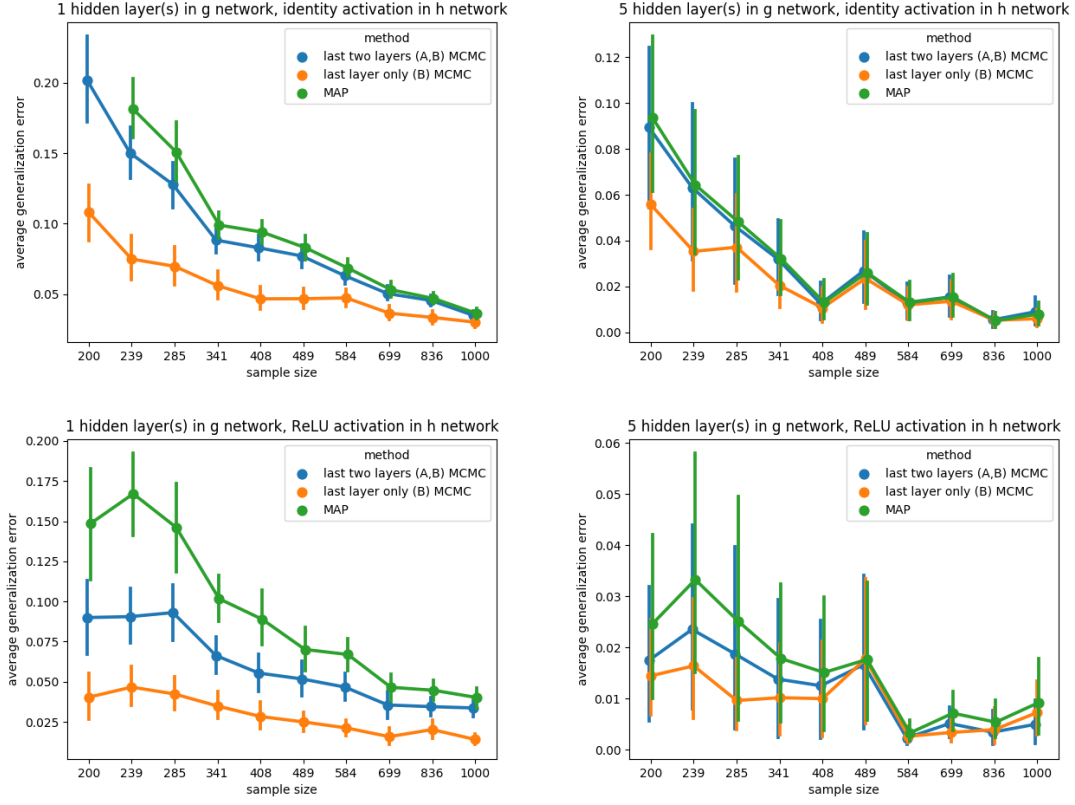 1 hidden layer(s) in g network, identity activation in h network
method
last two layers (A,B) MCMC
last layer only (B) MCMC
MAP
average generalization error
0.20
0.15
0.10
0.05
200 239 285 341 408 489 584 699 836 1000
sample size
5 hidden layer(s) in g network, identity activation in h network
method
last two layers (A,B) MCMC
last layer only (B) MCMC
MAP
average generalization error
0.12
0.10
0.08
0.06
0.04
0.02
0.00
200 239 285 341 408 489 584 699 836 1000
sample size
1 hidden layer(s) in g network, ReLU activation in h network
method
last two layers (A,B) MCMC
last layer only (B) MCMC
MAP
average generalization error
0.200
0.175
0.150
0.125
0.100
0.075
0.050
0.025
200 239 285 341 408 489 584 699 836 1000
sample size
5 hidden layer(s) in g network, ReLU activation in h network
method
last two layers (A,B) MCMC
last layer only (B) MCMC
MAP
average generalization error
0.06
0.05
0.04
0.03
0.02
0.01
0.00
200 239 285 341 408 489 584 699 836 1000
sample size